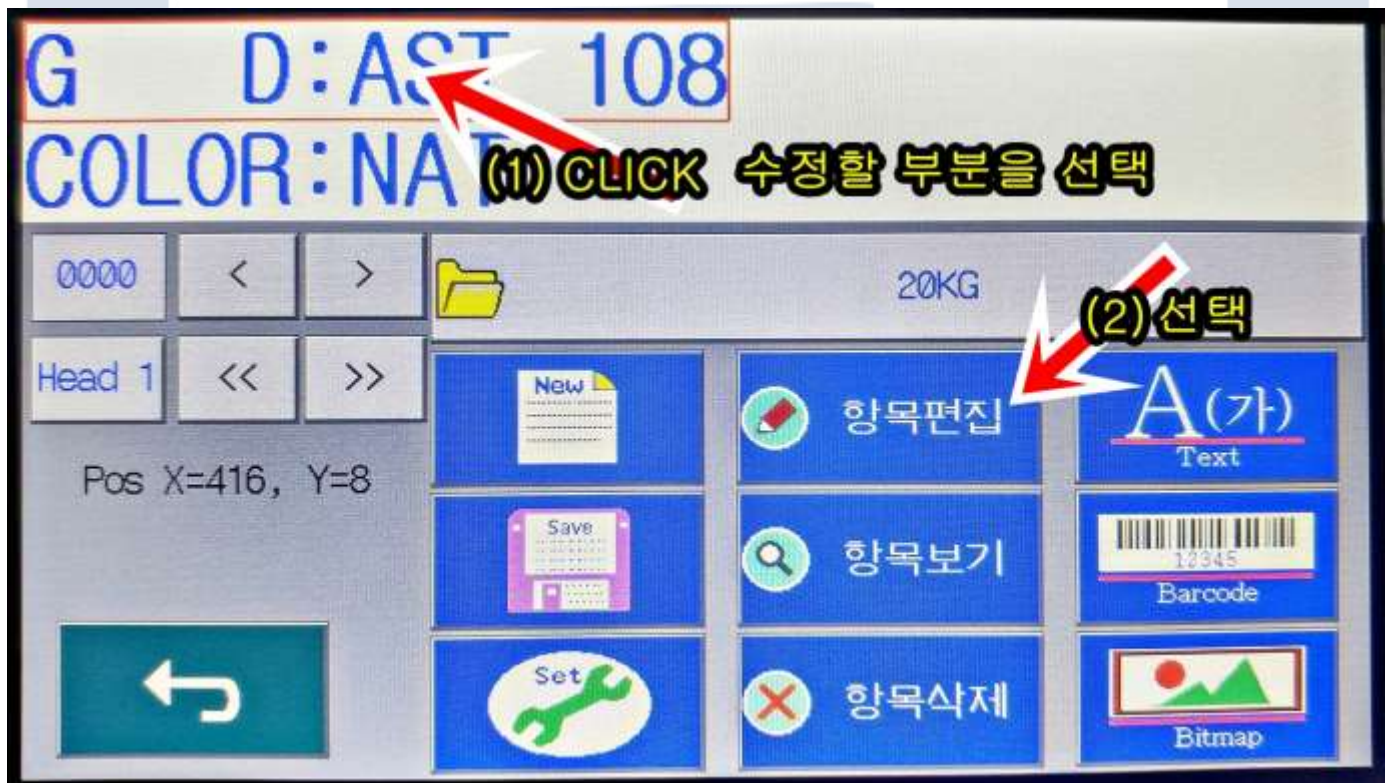 G D:AST 108
COLOR:NAT
(1) CLICK 수정할 부분을 선택
0000 < >
20KG
(2) 선택
Head 1 << >>
New
항목편집
A(가)
Text
Pos X=416, Y=8
Save
항목보기
12345
Barcode
Set
항목삭제
Bitmap